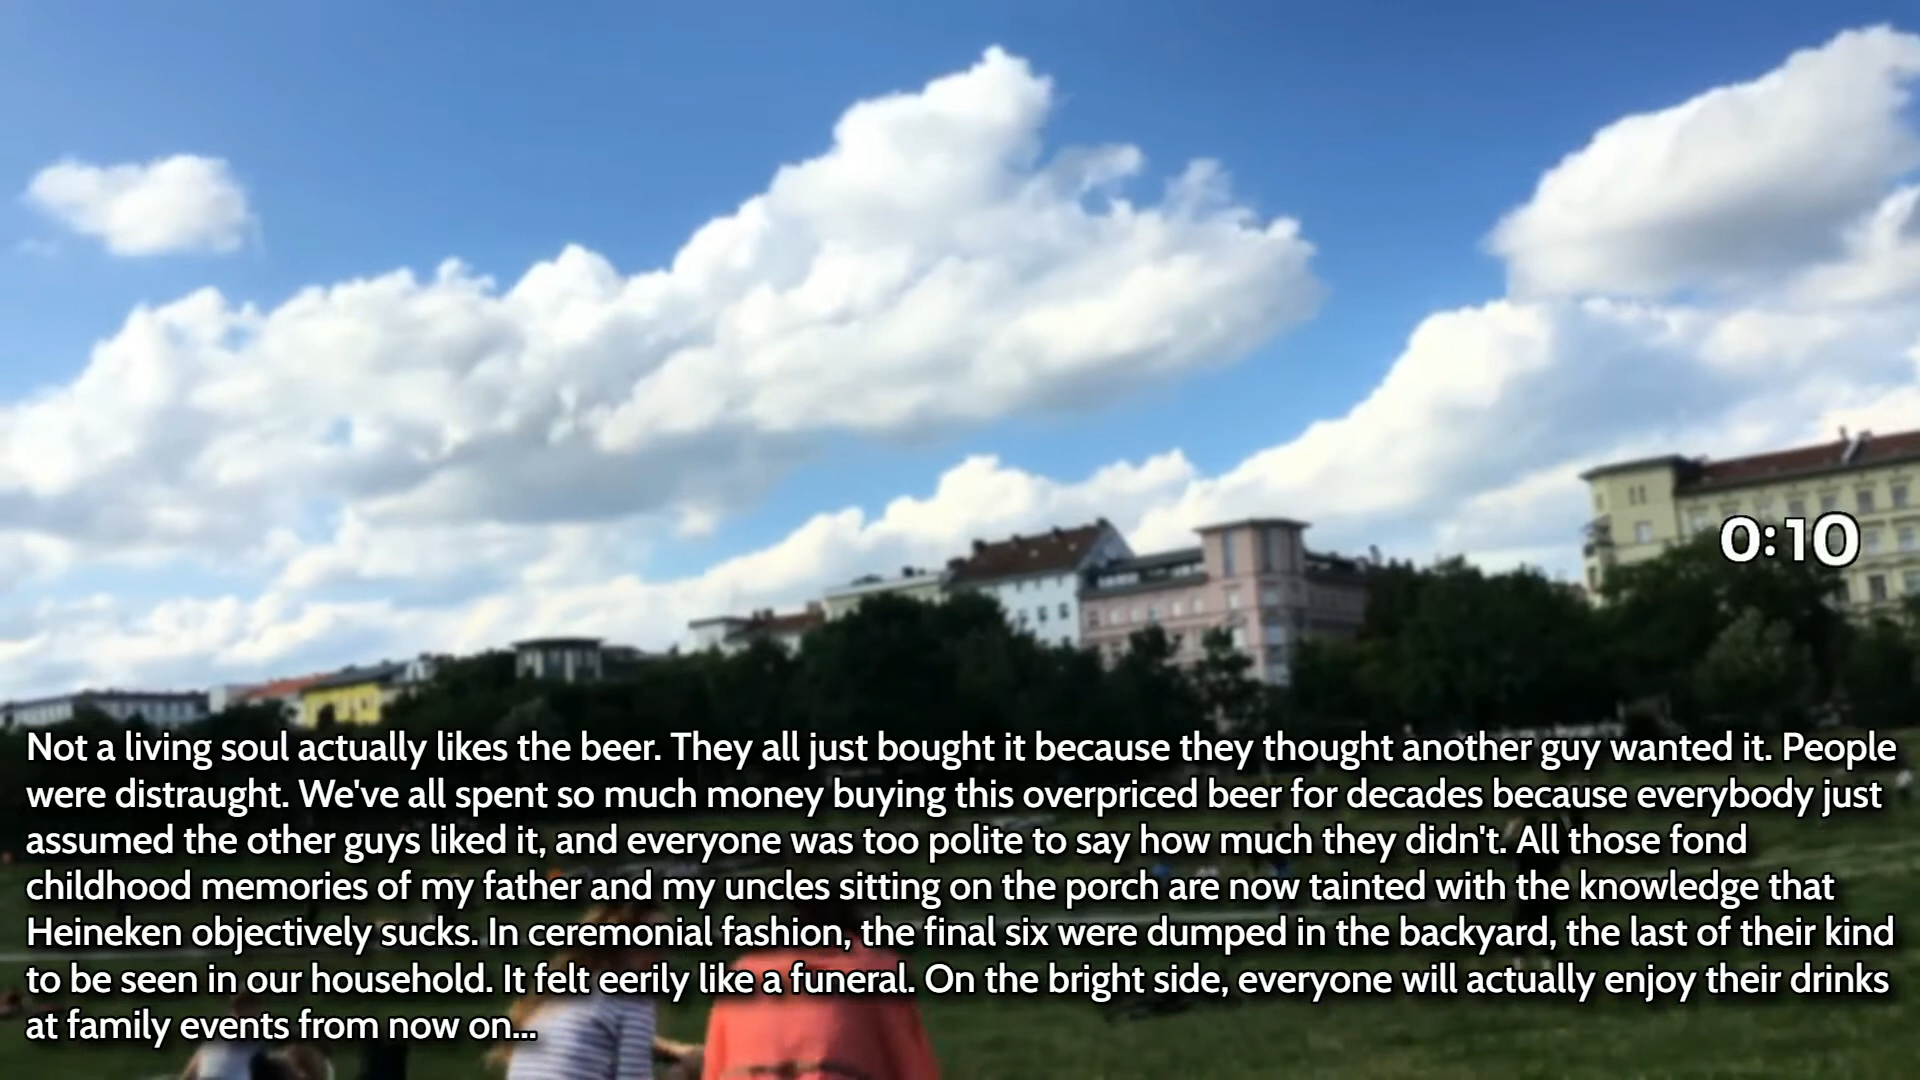 0:10
Not a living soul actually likes the beer. They all just bought it because they thought another guy wanted it. People
were distraught. We've all spent so much money buying this overpriced beer for decades because everybody just
assumed the other guys liked it, and everyone was too polite to say how much they didn't. All those fond
childhood memories of my father and my uncles sitting on the porch are now tainted with the knowledge that
Heineken objectively sucks. In ceremonial fashion, the final six were dumped in the backyard, the last of their kind
to be seen in our household. It felt eerily like a funeral. On the bright side, everyone will actually enjoy their drinks
at family events from now on...